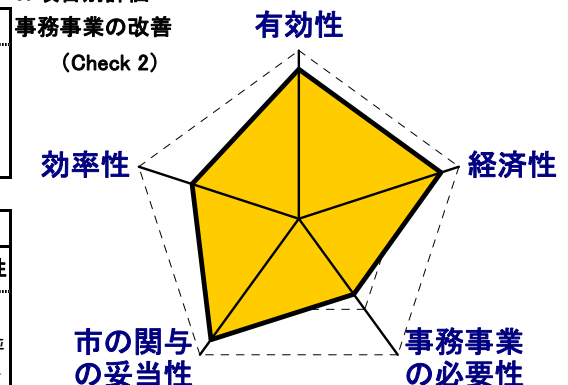 事務事業の改善
(Check 2)
有効性
効率性
経済性
市の関与
の妥当性
事務事業
の必要性
性